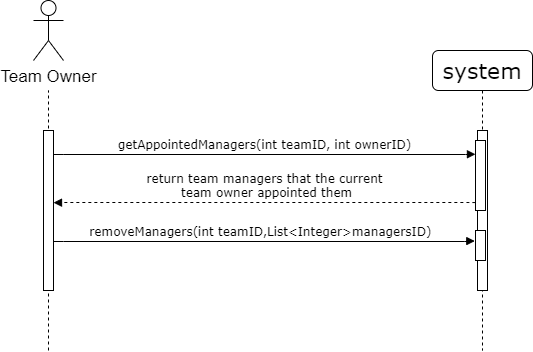 Team Owner
system
getAppointedManagers(int teamID, int ownerID)
return team managers that the current
team owner appointed them
removeManagers(int teamID,List<Integer>managersID)